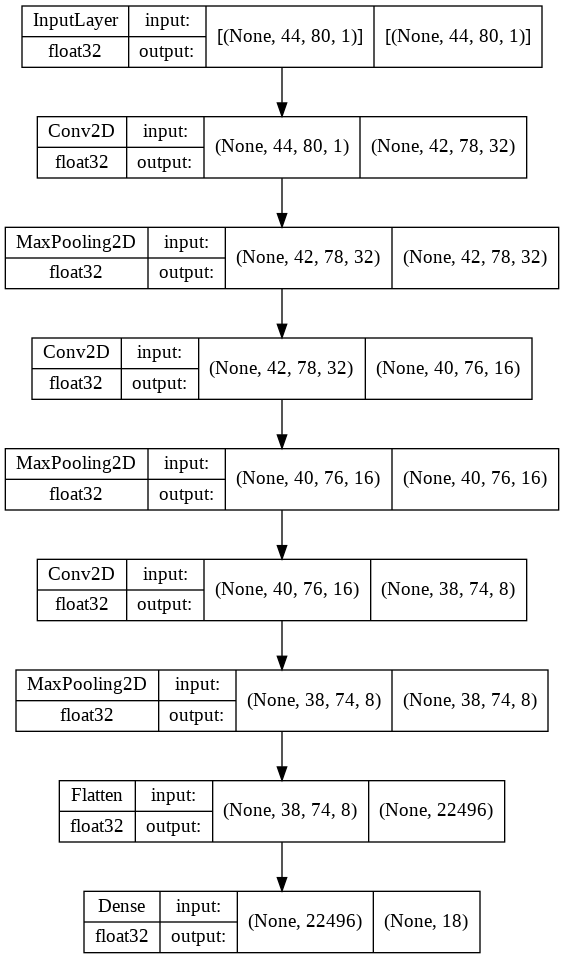 InputLayer input: [(None, 44, 80, 1)] [(None, 44, 80, 1)]
float32 output:
Conv2D input: (None, 44, 80, 1) (None, 42, 78, 32)
float32 output:
MaxPooling2D input: (None, 42, 78, 32) (None, 42, 78, 32)
float32 output:
Conv2D input: (None, 42, 78, 32) (None, 40, 76, 16)
float32 output:
MaxPooling2D input: (None, 40, 76, 16) (None, 40, 76, 16)
float32 output:
Conv2D input: (None, 40, 76, 16) (None, 38, 74, 8)
float32 output:
MaxPooling2D input: (None, 38, 74, 8) (None, 38, 74, 8)
float32 output:
Flatten input: (None, 38, 74, 8) (None, 22496)
float32 output:
Dense input: (None, 22496) (None, 18)
float32 output: